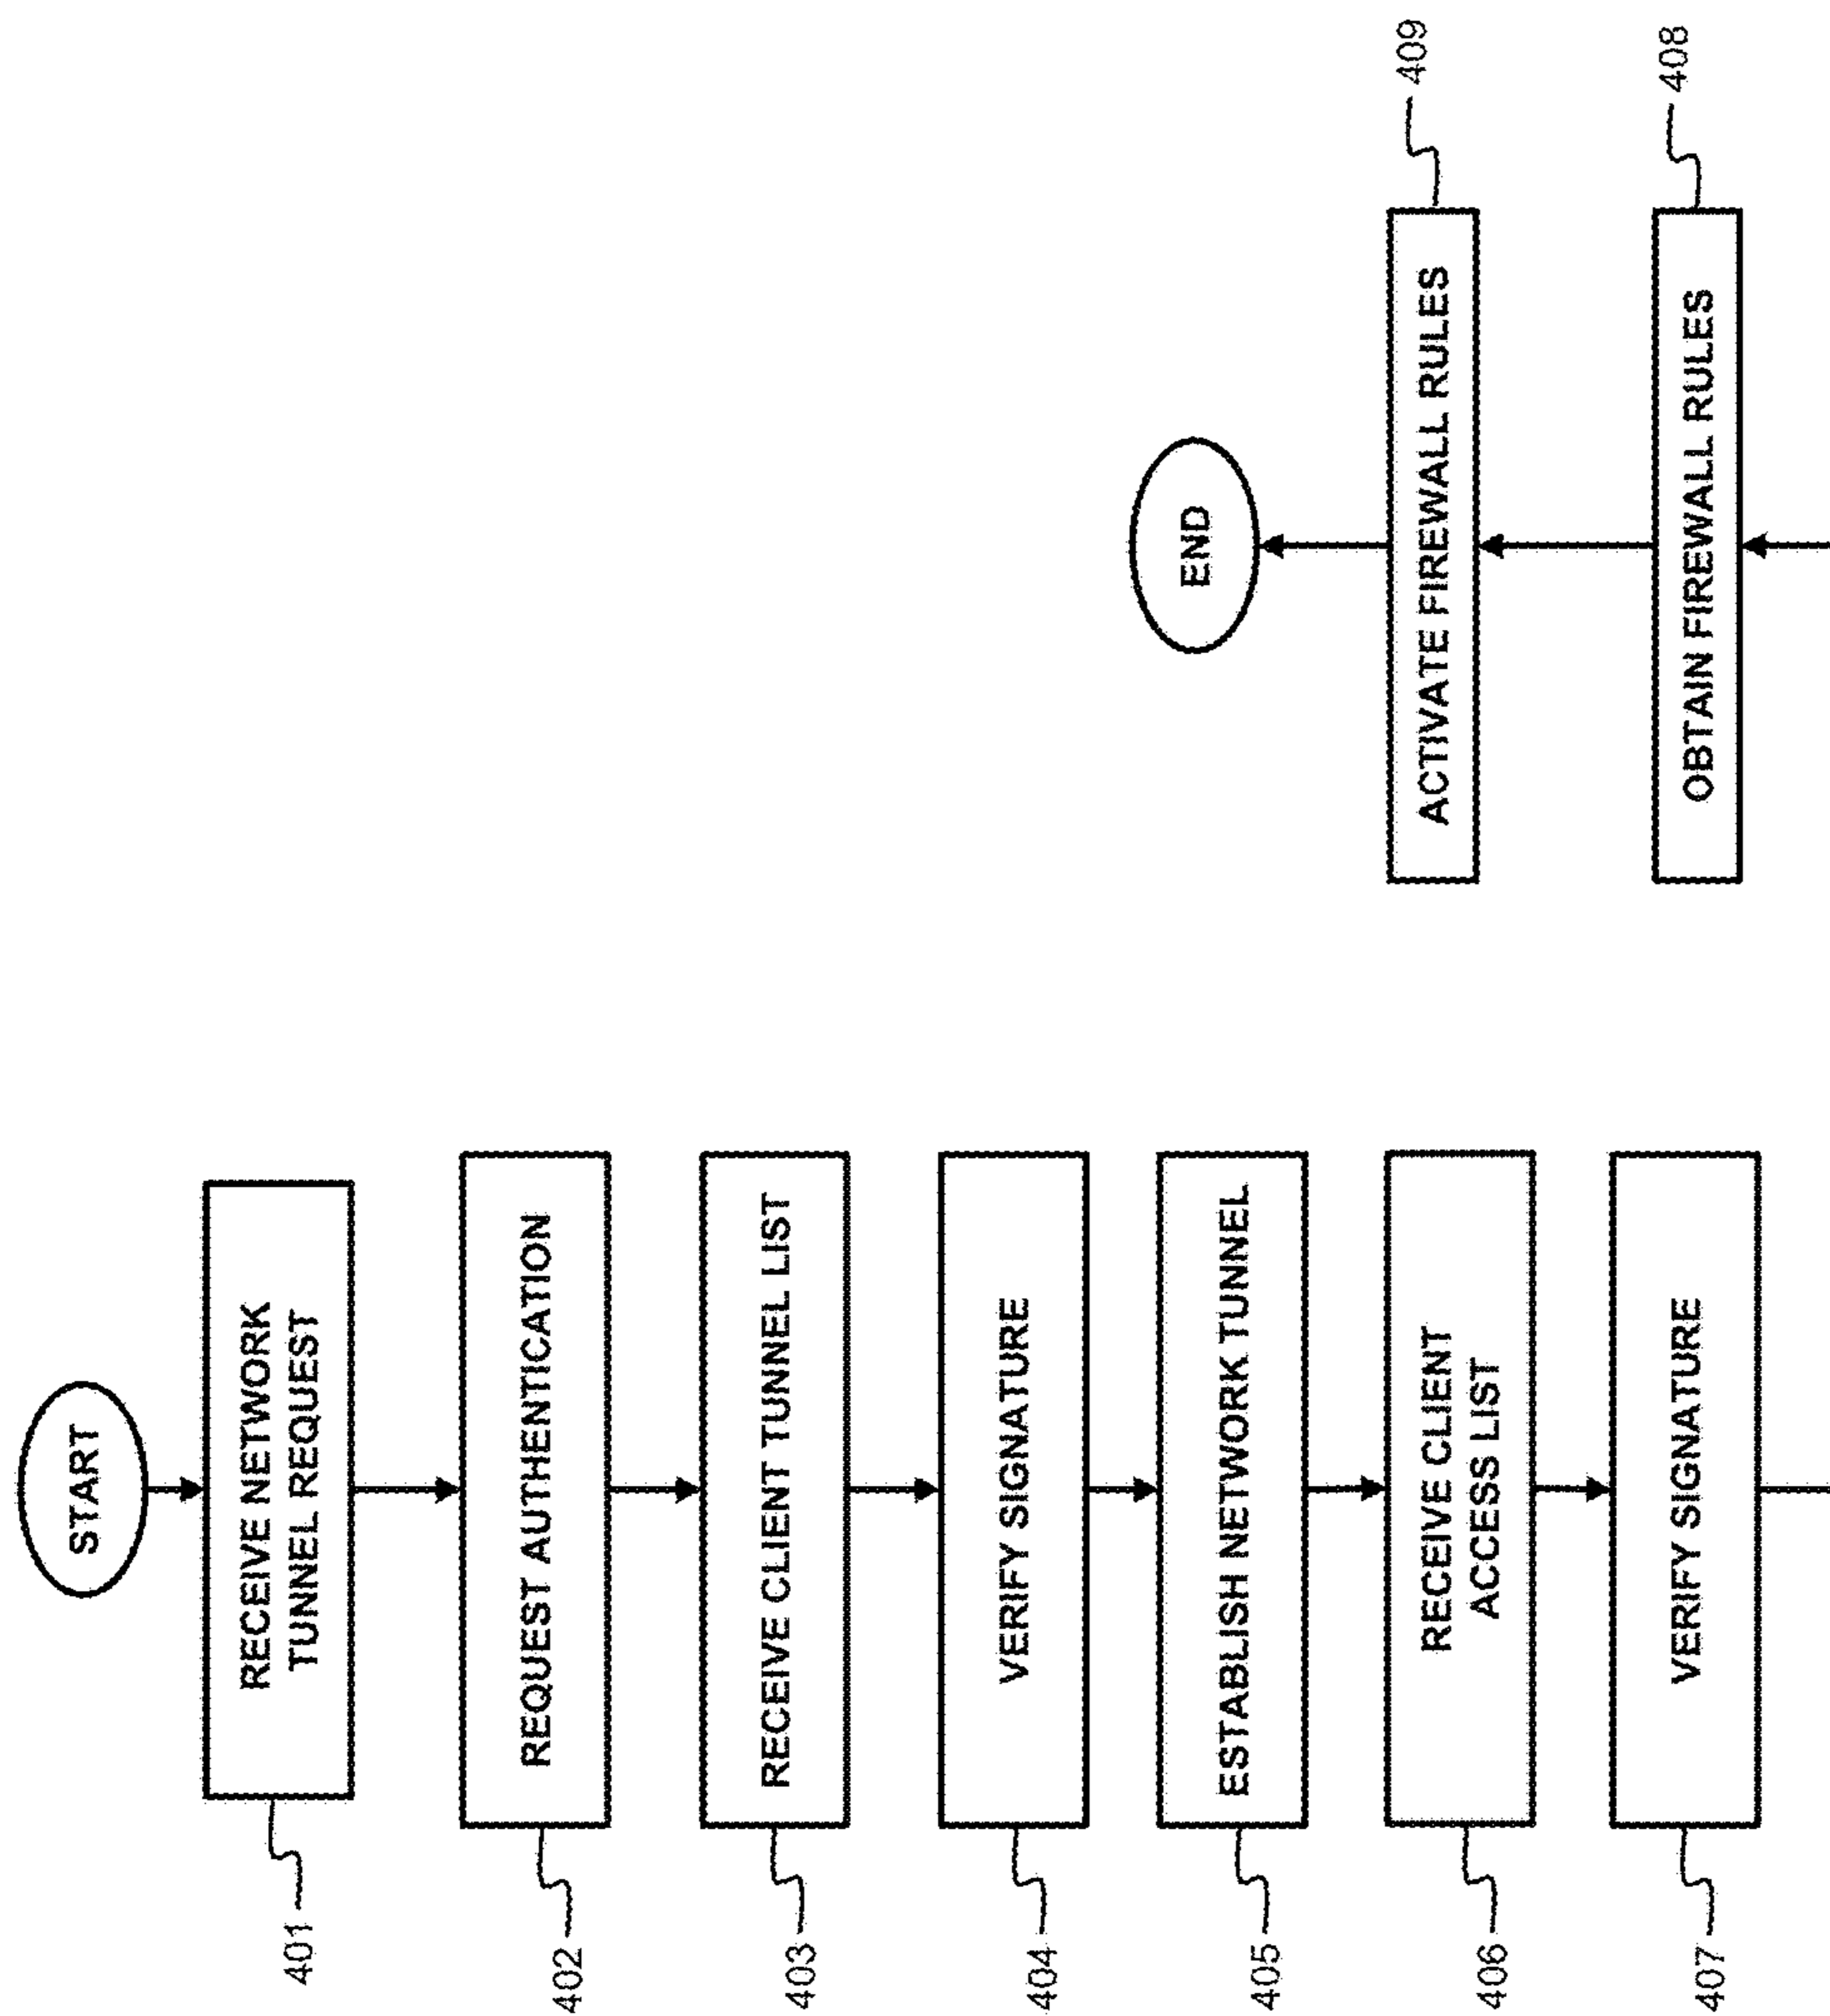 START
RECEIVE NETWORK
TUNNEL REQUEST
401
REQUEST AUTHENTICATION
402
RECEIVE CLIENT TUNNEL LIST
403
VERIFY SIGNATURE
404
ESTABLISH NETWORK TUNNEL
405
RECEIVE CLIENT
ACCESS LIST
406
VERIFY SIGNATURE
407
OBTAIN FIREWALL RULES
408
ACTIVATE FIREWALL RULES
409
END